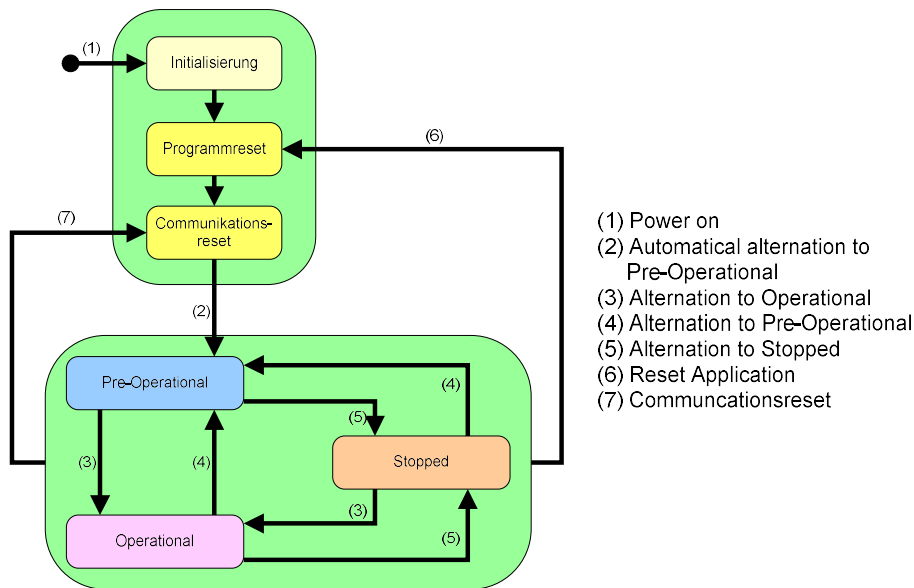 (1)
Initialisierung
Programmreset
(6)
(7)
Communikations-
reset
(2)
Pre-Operational
(4)
(5)
(3)
(4)
Stopped
(3)
Operational
(5)
(1) Power on
(2) Automatical alternation to
Pre-Operational
(3) Alternation to Operational
(4) Alternation to Pre-Operational
(5) Alternation to Stopped
(6) Reset Application
(7) Communcationsreset